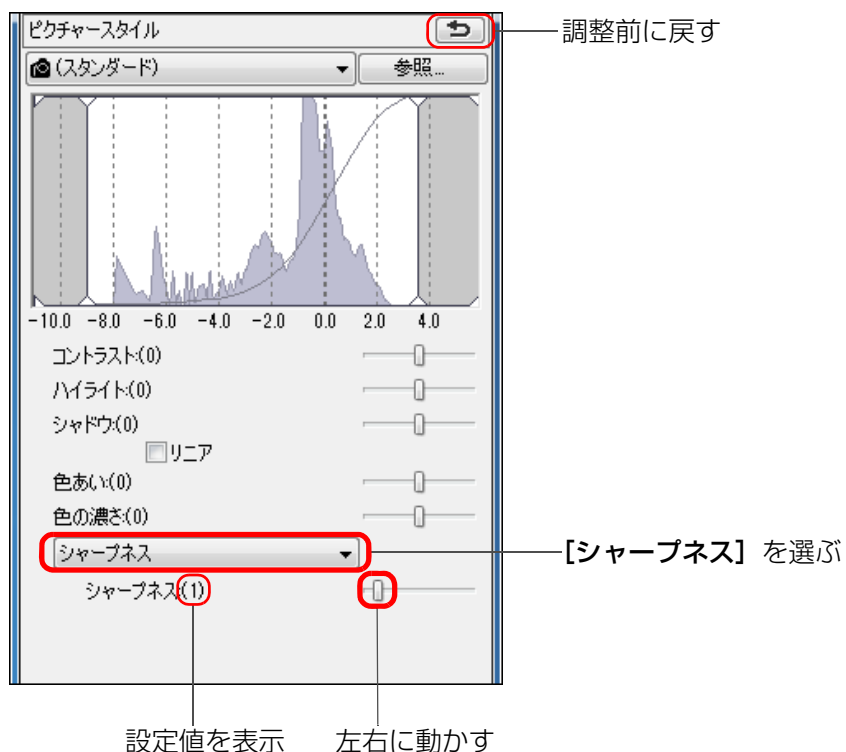 ピクチャースタイル
調整前に戻す
(スタンダード)
参照...
-10.0 -8.0 -6.0 -4.0 -2.0 0.0 2.0 4.0
コントラスト:(0)
ハイライト:(0)
シャドウ:(0)
リニア
色あい:(0)
色の濃さ:(0)
シャープネス
[シャープネス] を選ぶ
シャープネス:(1)
設定値を表示
左右に動かす